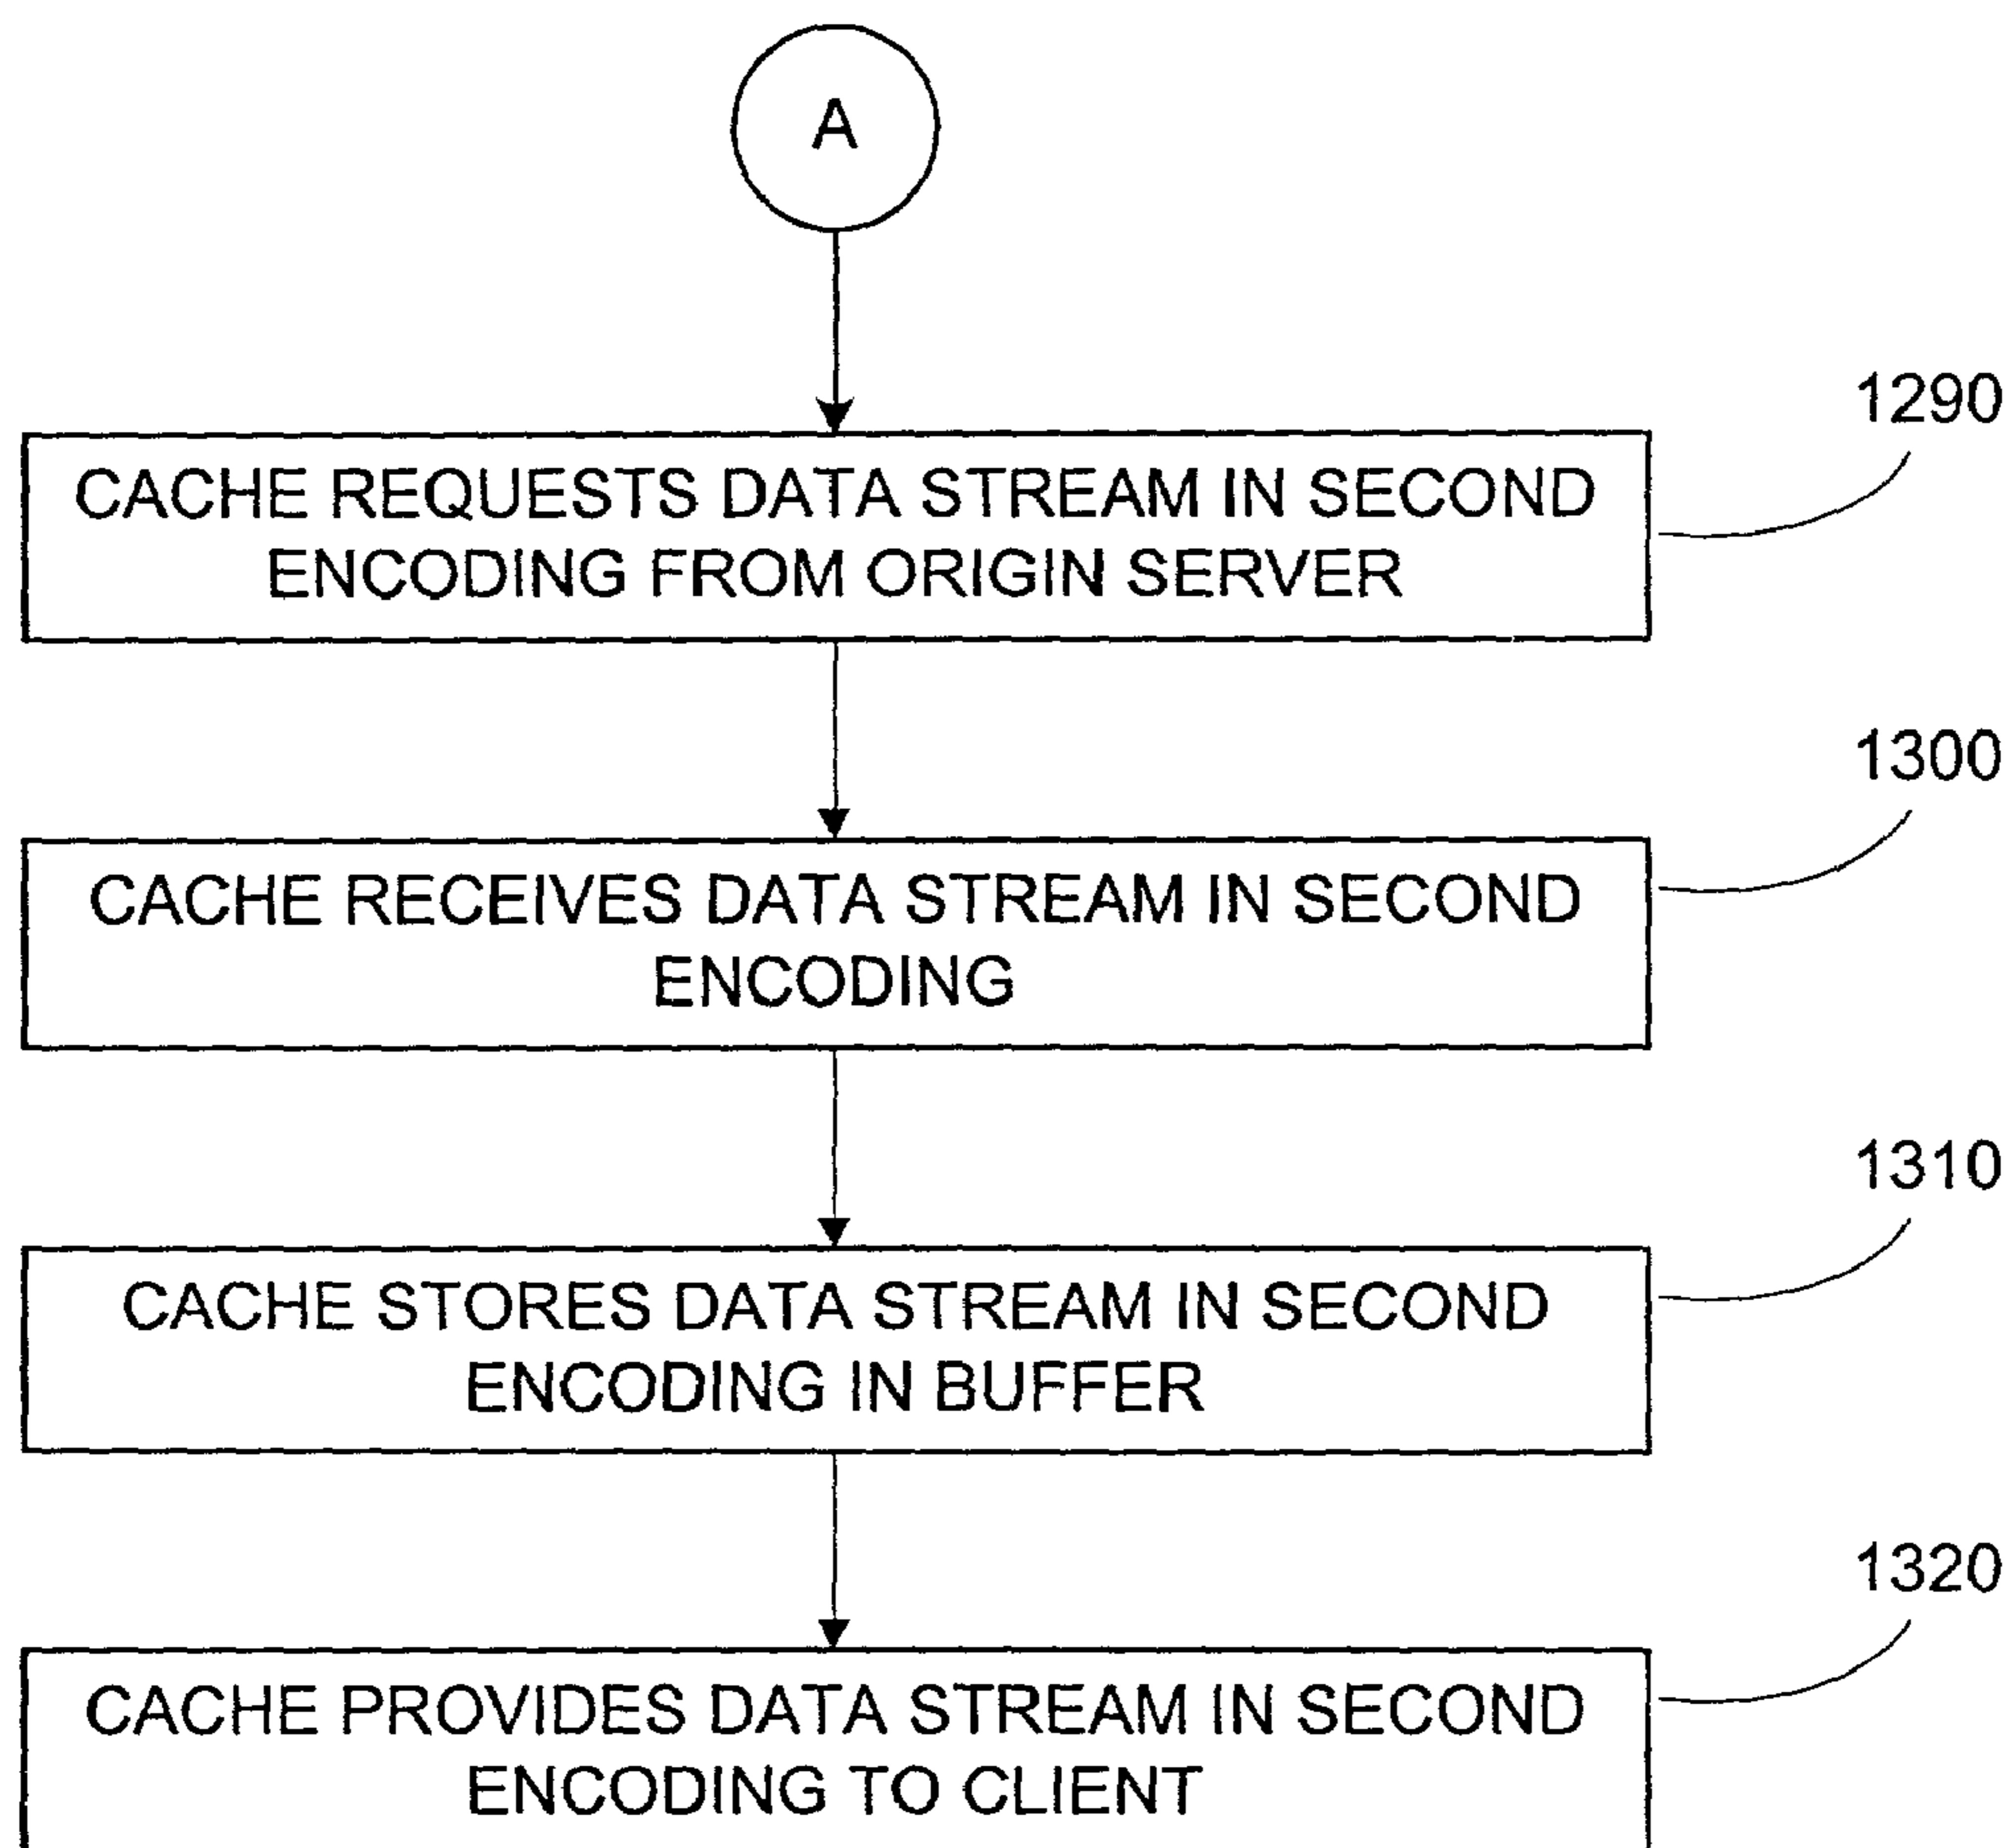 A
1290
CACHE REQUESTS DATA STREAM IN SECOND
ENCODING FROM ORIGIN SERVER
1300
CACHE RECEIVES DATA STREAM IN SECOND
ENCODING
1310
CACHE STORES DATA STREAM IN SECOND
ENCODING IN BUFFER
1320
CACHE PROVIDES DATA STREAM IN SECOND
ENCODING TO CLIENT